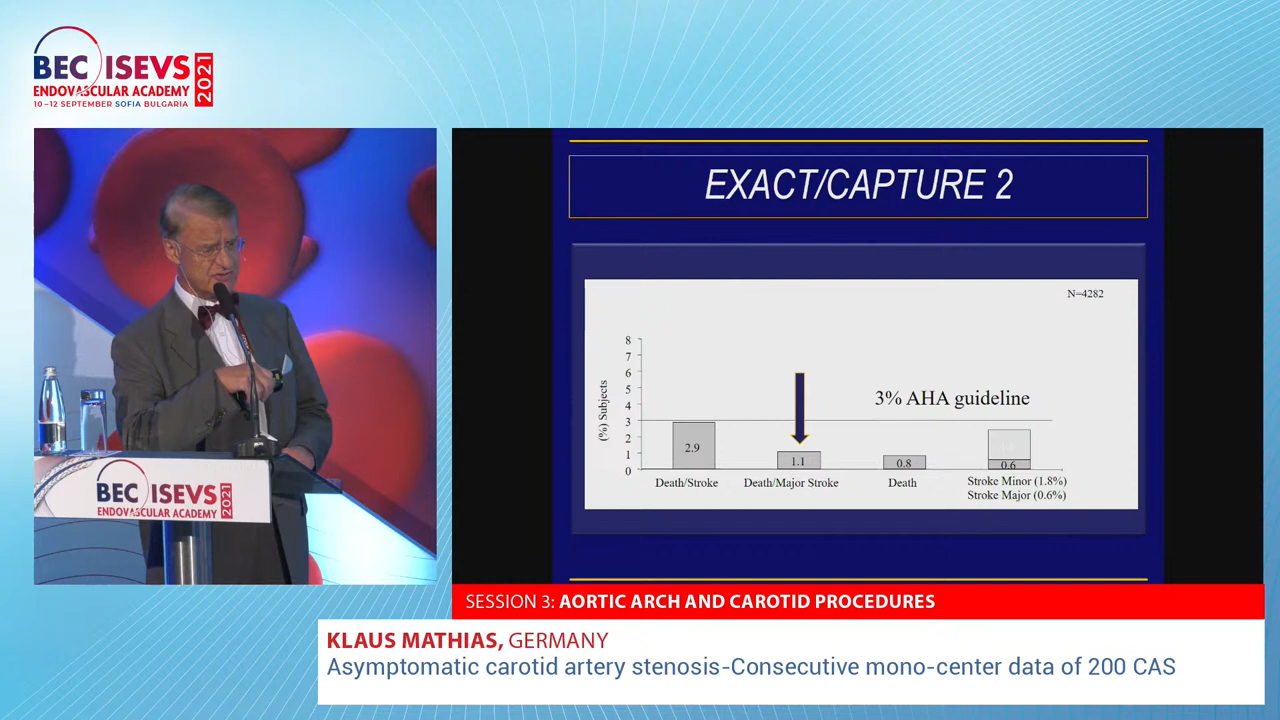 BEC ISEVS
ENDOVASCULAR ACADEMY
10–12 SEPTEMBER SOFIA BULGARIA
2021
BEC ISEVS
ENDOVASCULAR ACADEMY
2021
EXACT/CAPTURE 2
N=4282
(%) Subjects
8
7
6
5
4
3
2
1
0
3% AHA guideline
2.9
1.1
0.8
0.6
Death/Stroke
Death/Major Stroke
Death
Stroke Minor (1.8%)
Stroke Major (0.6%)
SESSION 3: AORTIC ARCH AND CAROTID PROCEDURES
KLAUS MATHIAS, GERMANY
Asymptomatic carotid artery stenosis-Consecutive mono-center data of 200 CAS